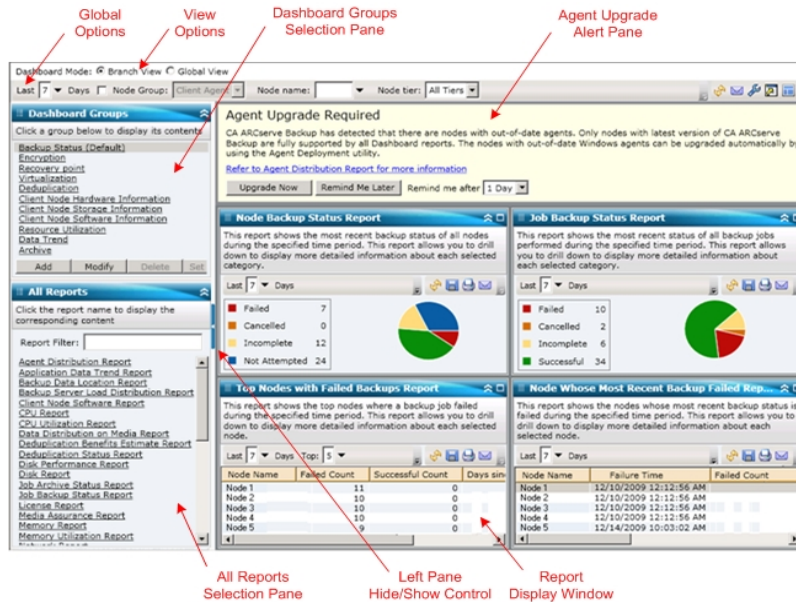 Global
Options
View
Options
Dashboard Groups
Selection Pane
Agent Upgrade
Alert Pane
Dashboard Mode: Branch View Global View
Last 7 Days Node Group: Client Agent Node name: Node tier: All Tiers
Dashboard Groups
Click a group below to display its contents
Backup Status (Default)
Encryption
Recovery point
Virtualization
Deduplication
Client Node Hardware Information
Client Node Storage Information
Client Node Software Information
Resource Utilization
Data Trend
Archive
Add Modify Delete Set
All Reports
Click the report name to display the
corresponding content
Report Filter:
Agent Distribution Report
Application Data Trend Report
Backup Data Location Report
Backup Server Load Distribution Report
Client Node Software Report
CPU Report
CPU Utilization Report
Data Distribution on Media Report
Deduplication Benefits Estimate Report
Deduplication Status Report
Disk Performance Report
Disk Report
Job Archive Status Report
Job Backup Status Report
License Report
Media Assurance Report
Memory Report
Memory Utilization Report
Network Report
Agent Upgrade Required
CA ARCserve Backup has detected that there are nodes with out-of-date agents. Only nodes with latest version of CA ARCserve
Backup are fully supported by all Dashboard reports. The nodes with out-of-date Windows agents can be upgraded automatically by
using the Agent Deployment utility.
Refer to Agent Distribution Report for more information
Upgrade Now Remind Me Later Remind me after 1 Day
Node Backup Status Report
This report shows the most recent backup status of all nodes
during the specified time period. This report allows you to drill
down to display more detailed information about each selected
category.
Last 7 Days
Failed 7
Cancelled 0
Incomplete 12
Not Attempted 24
Job Backup Status Report
This report shows the most recent status of all backup jobs
performed during the specified time period. This report allows
you to drill down to display more detailed information about
each selected category.
Last 7 Days
Failed 10
Cancelled 2
Incomplete 6
Successful 34
Top Nodes with Failed Backups Report
This report shows the top nodes where a backup job failed
during the specified time period. This report allows you to drill
down to display more detailed information about each selected
node.
Last 7 Days Top: 5
Node Name Failed Count Successful Count Days sinc
Node 1 11 0
Node 2 10 0
Node 3 10 0
Node 4 10 0
Node 5 9 0
Node Whose Most Recent Backup Failed Rep...
This report shows the nodes whose most recent backup status is
failed during the specified time period. This report allows you to
drill down to display more detailed information about each
selected node.
Last 7 Days
Node Name Failure Time Failed Count
Node 1 12/10/2009 12:12:56 AM
Node 2 12/10/2009 12:12:56 AM
Node 3 12/10/2009 12:12:56 AM
Node 4 12/10/2009 12:12:56 AM
Node 5 12/14/2009 10:03:02 AM
All Reports
Selection Pane
Left Pane
Hide/Show Control
Report
Display Window